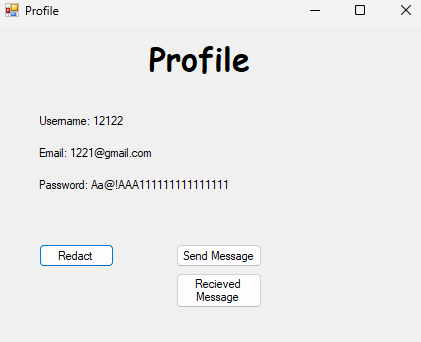 Profile
Profile
Username: 12122
Email: 1221@gmail.com
Password: Aa@!AAA111111111111111
Redact
Send Message
Recieved
Message